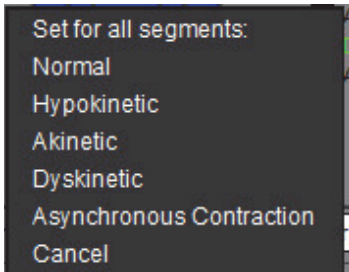 Set for all segments:
Normal
Hypokinetic
Akinetic
Dyskinetic
Asynchronous Contraction
Cancel